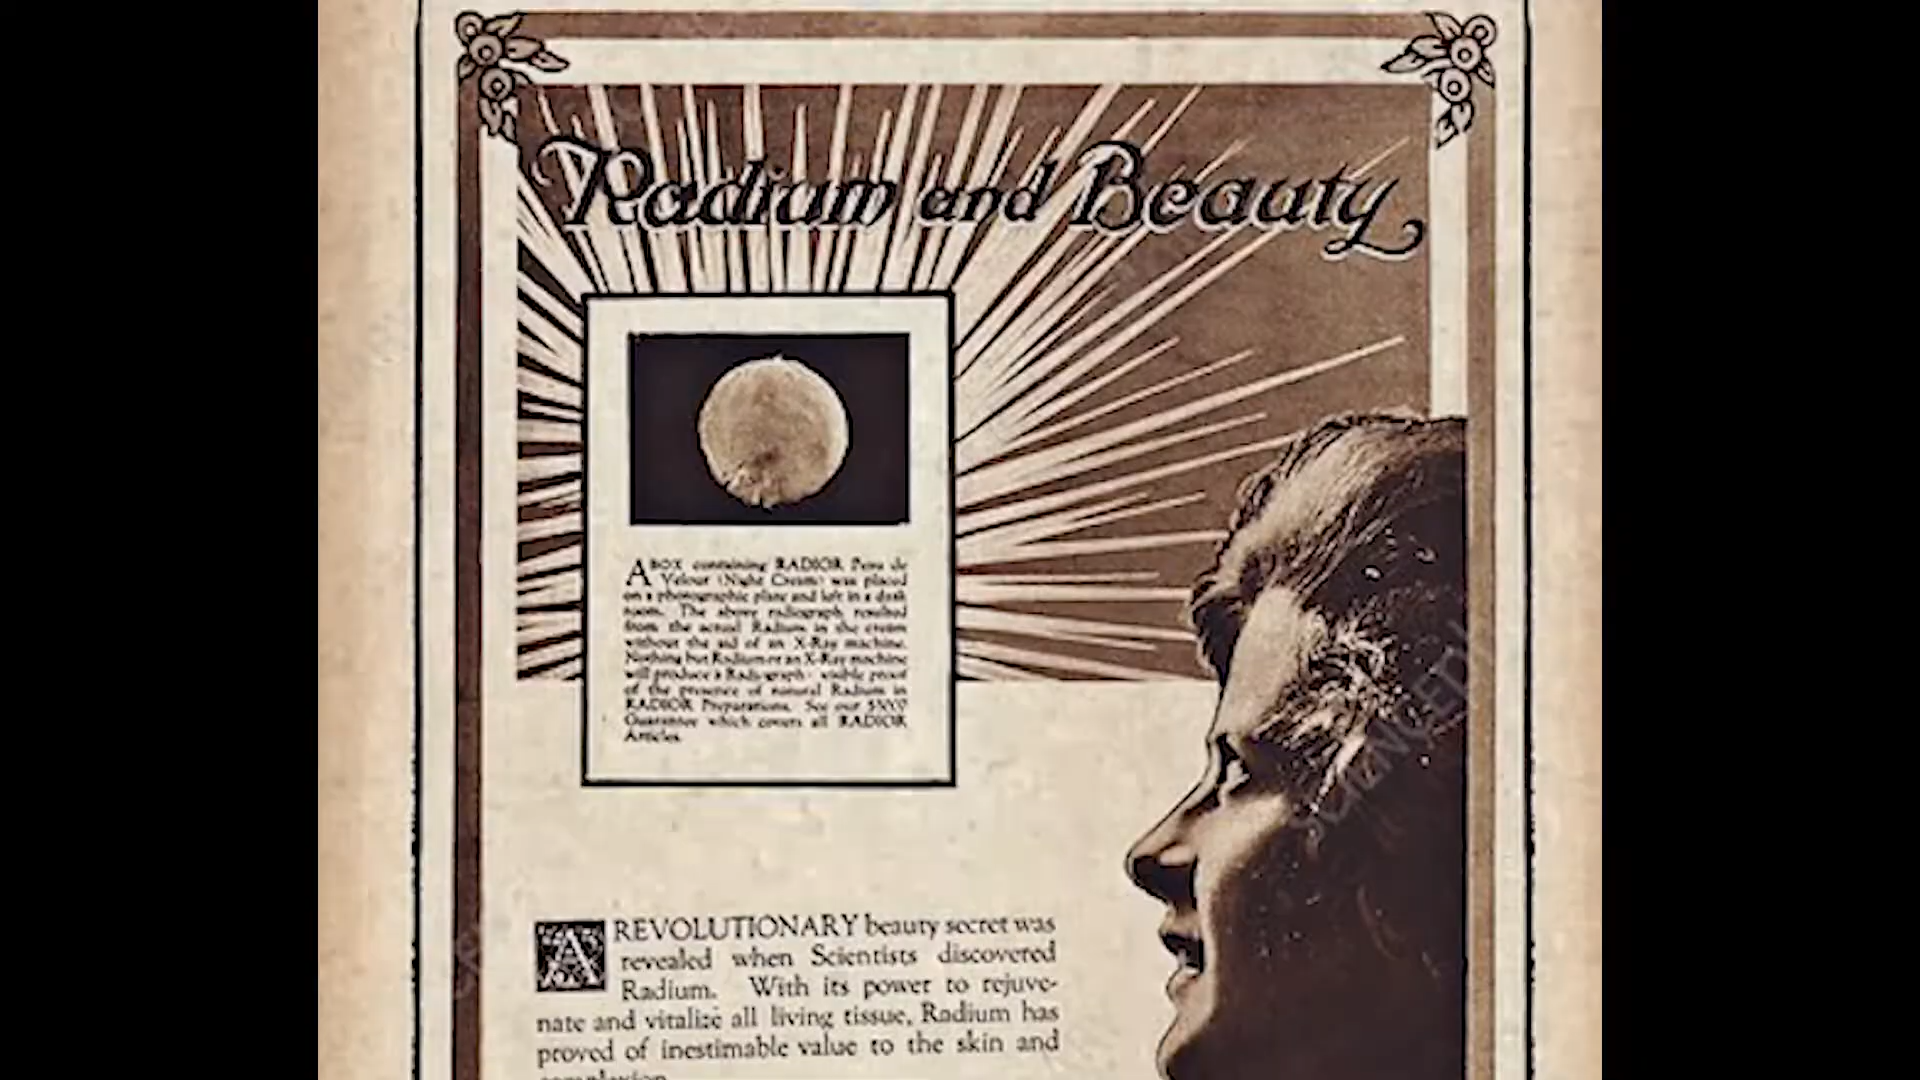 Radium and Beauty
A BOX containing RADIOR Peau de
Velour (Night Cream) was placed
on a photographic plate and left in a dark
room. The above radiograph resulted
from the actual Radium in the cream
without the aid of an X-Ray machine.
Nothing but Radium or an X-Ray machine
will produce a Radiograph - visible proof
of the presence of natural Radium in
RADIOR Preparations. See our
Guarantee which covers all RADIOR
Articles.
A REVOLUTIONARY beauty secret was
revealed when Scientists discovered
Radium. With its power to rejuve-
nate and vitalize all living tissue, Radium has
proved of inestimable value to the skin and